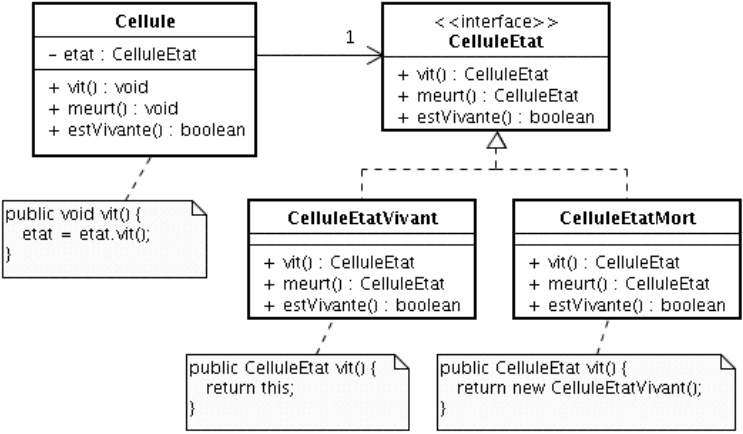 Cellule
- etat : CelluleEtat
+ vit() : void
+ meurt() : void
+ estVivante() : boolean
1
<<interface>>
CelluleEtat
+ vit() : CelluleEtat
+ meurt() : CelluleEtat
+ estVivante() : boolean
public void vit() {
etat = etat.vit();
}
CelluleEtatVivant
+ vit() : CelluleEtat
+ meurt() : CelluleEtat
+ estVivante() : boolean
CelluleEtatMort
+ vit() : CelluleEtat
+ meurt() : CelluleEtat
+ estVivante() : boolean
public CelluleEtat vit() {
return this;
}
public CelluleEtat vit() {
return new CelluleEtatVivant();
}